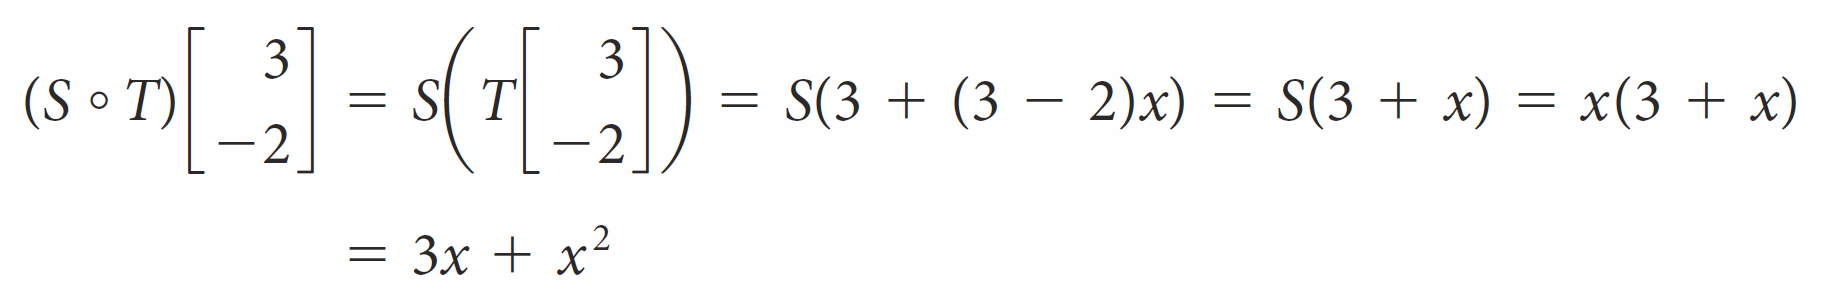 (S ∘ T)[3 −2] = S(T[3 −2]) = S(3 + (3 − 2)x) = S(3 + x) = x(3 + x)
= 3x + x²